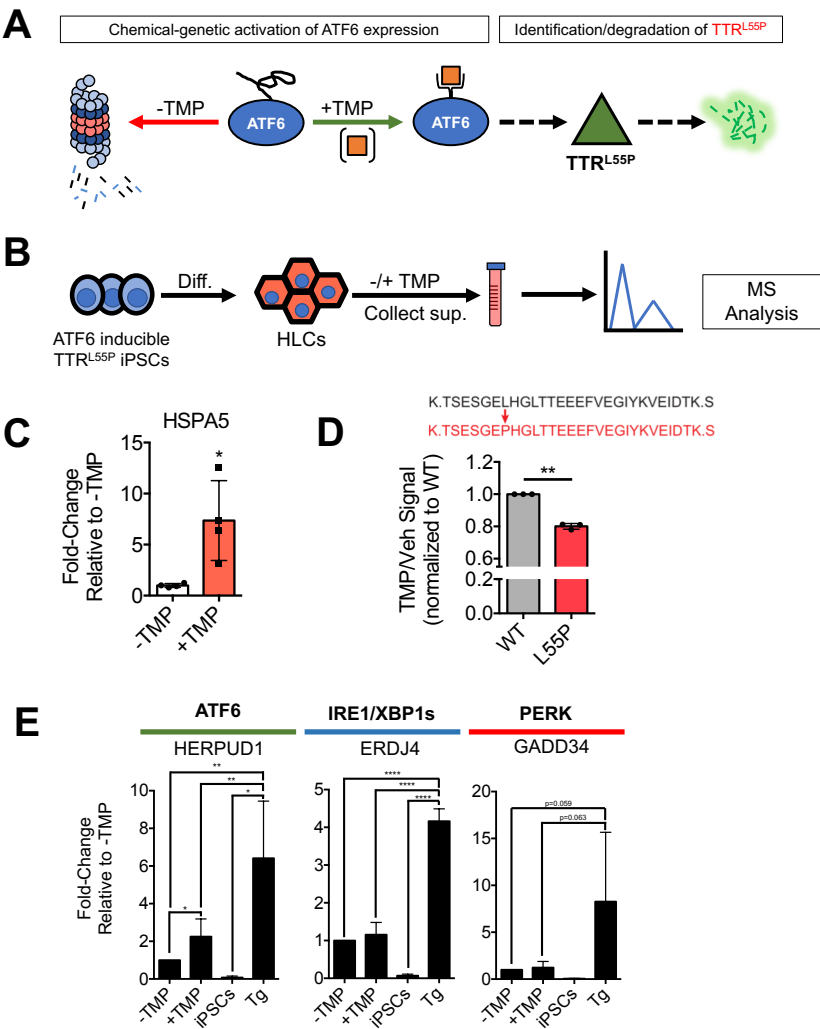 A
Chemical-genetic activation of ATF6 expression
Identification/degradation of TTRL55P
-TMP
ATF6
+TMP
ATF6
TTRL55P
B
Diff.
-/+ TMP
Collect sup.
MS
Analysis
ATF6 inducible
TTRL55P iPSCs
HLCs
C
HSPA5
Fold-Change
Relative to -TMP
15
10
5
0
*
-TMP
+TMP
D
K.TSESGELHGLTTEEEFVEGIYKVEIDTK.S
K.TSESGEPHGLTTEEEFVEGIYKVEIDTK.S
TMP/Veh Signal
(normalized to WT)
1.2
1.0
0.8
0.6
0.2
0.0
**
WT
L55P
E
ATF6
HERPUD1
Fold-Change
Relative to -TMP
10
8
6
4
2
0
**
**
*
*
-TMP
+TMP
iPSCs
Tg
IRE1/XBP1s
ERDJ4
5
4
3
2
1
0
****
****
****
-TMP
+TMP
iPSCs
Tg
PERK
GADD34
20
15
10
5
0
p=0.059
p=0.063
-TMP
+TMP
iPSCs
Tg